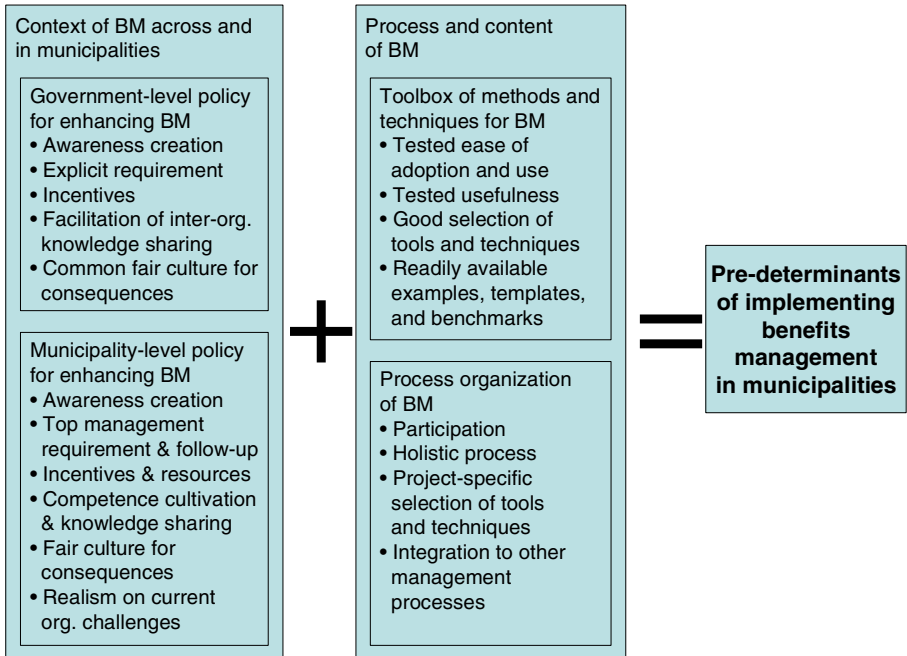 Context of BM across and
in municipalities
Government-level policy
for enhancing BM
• Awareness creation
• Explicit requirement
• Incentives
• Facilitation of inter-org.
knowledge sharing
• Common fair culture for
consequences
Municipality-level policy
for enhancing BM
• Awareness creation
• Top management
requirement & follow-up
• Incentives & resources
• Competence cultivation
& knowledge sharing
• Fair culture for
consequences
• Realism on current
org. challenges
+
Process and content
of BM
Toolbox of methods and
techniques for BM
• Tested ease of
adoption and use
• Tested usefulness
• Good selection of
tools and techniques
• Readily available
examples, templates,
and benchmarks
Process organization
of BM
• Participation
• Holistic process
• Project-specific
selection of tools
and techniques
• Integration to other
management
processes
=
Pre-determinants
of implementing
benefits
management
in municipalities